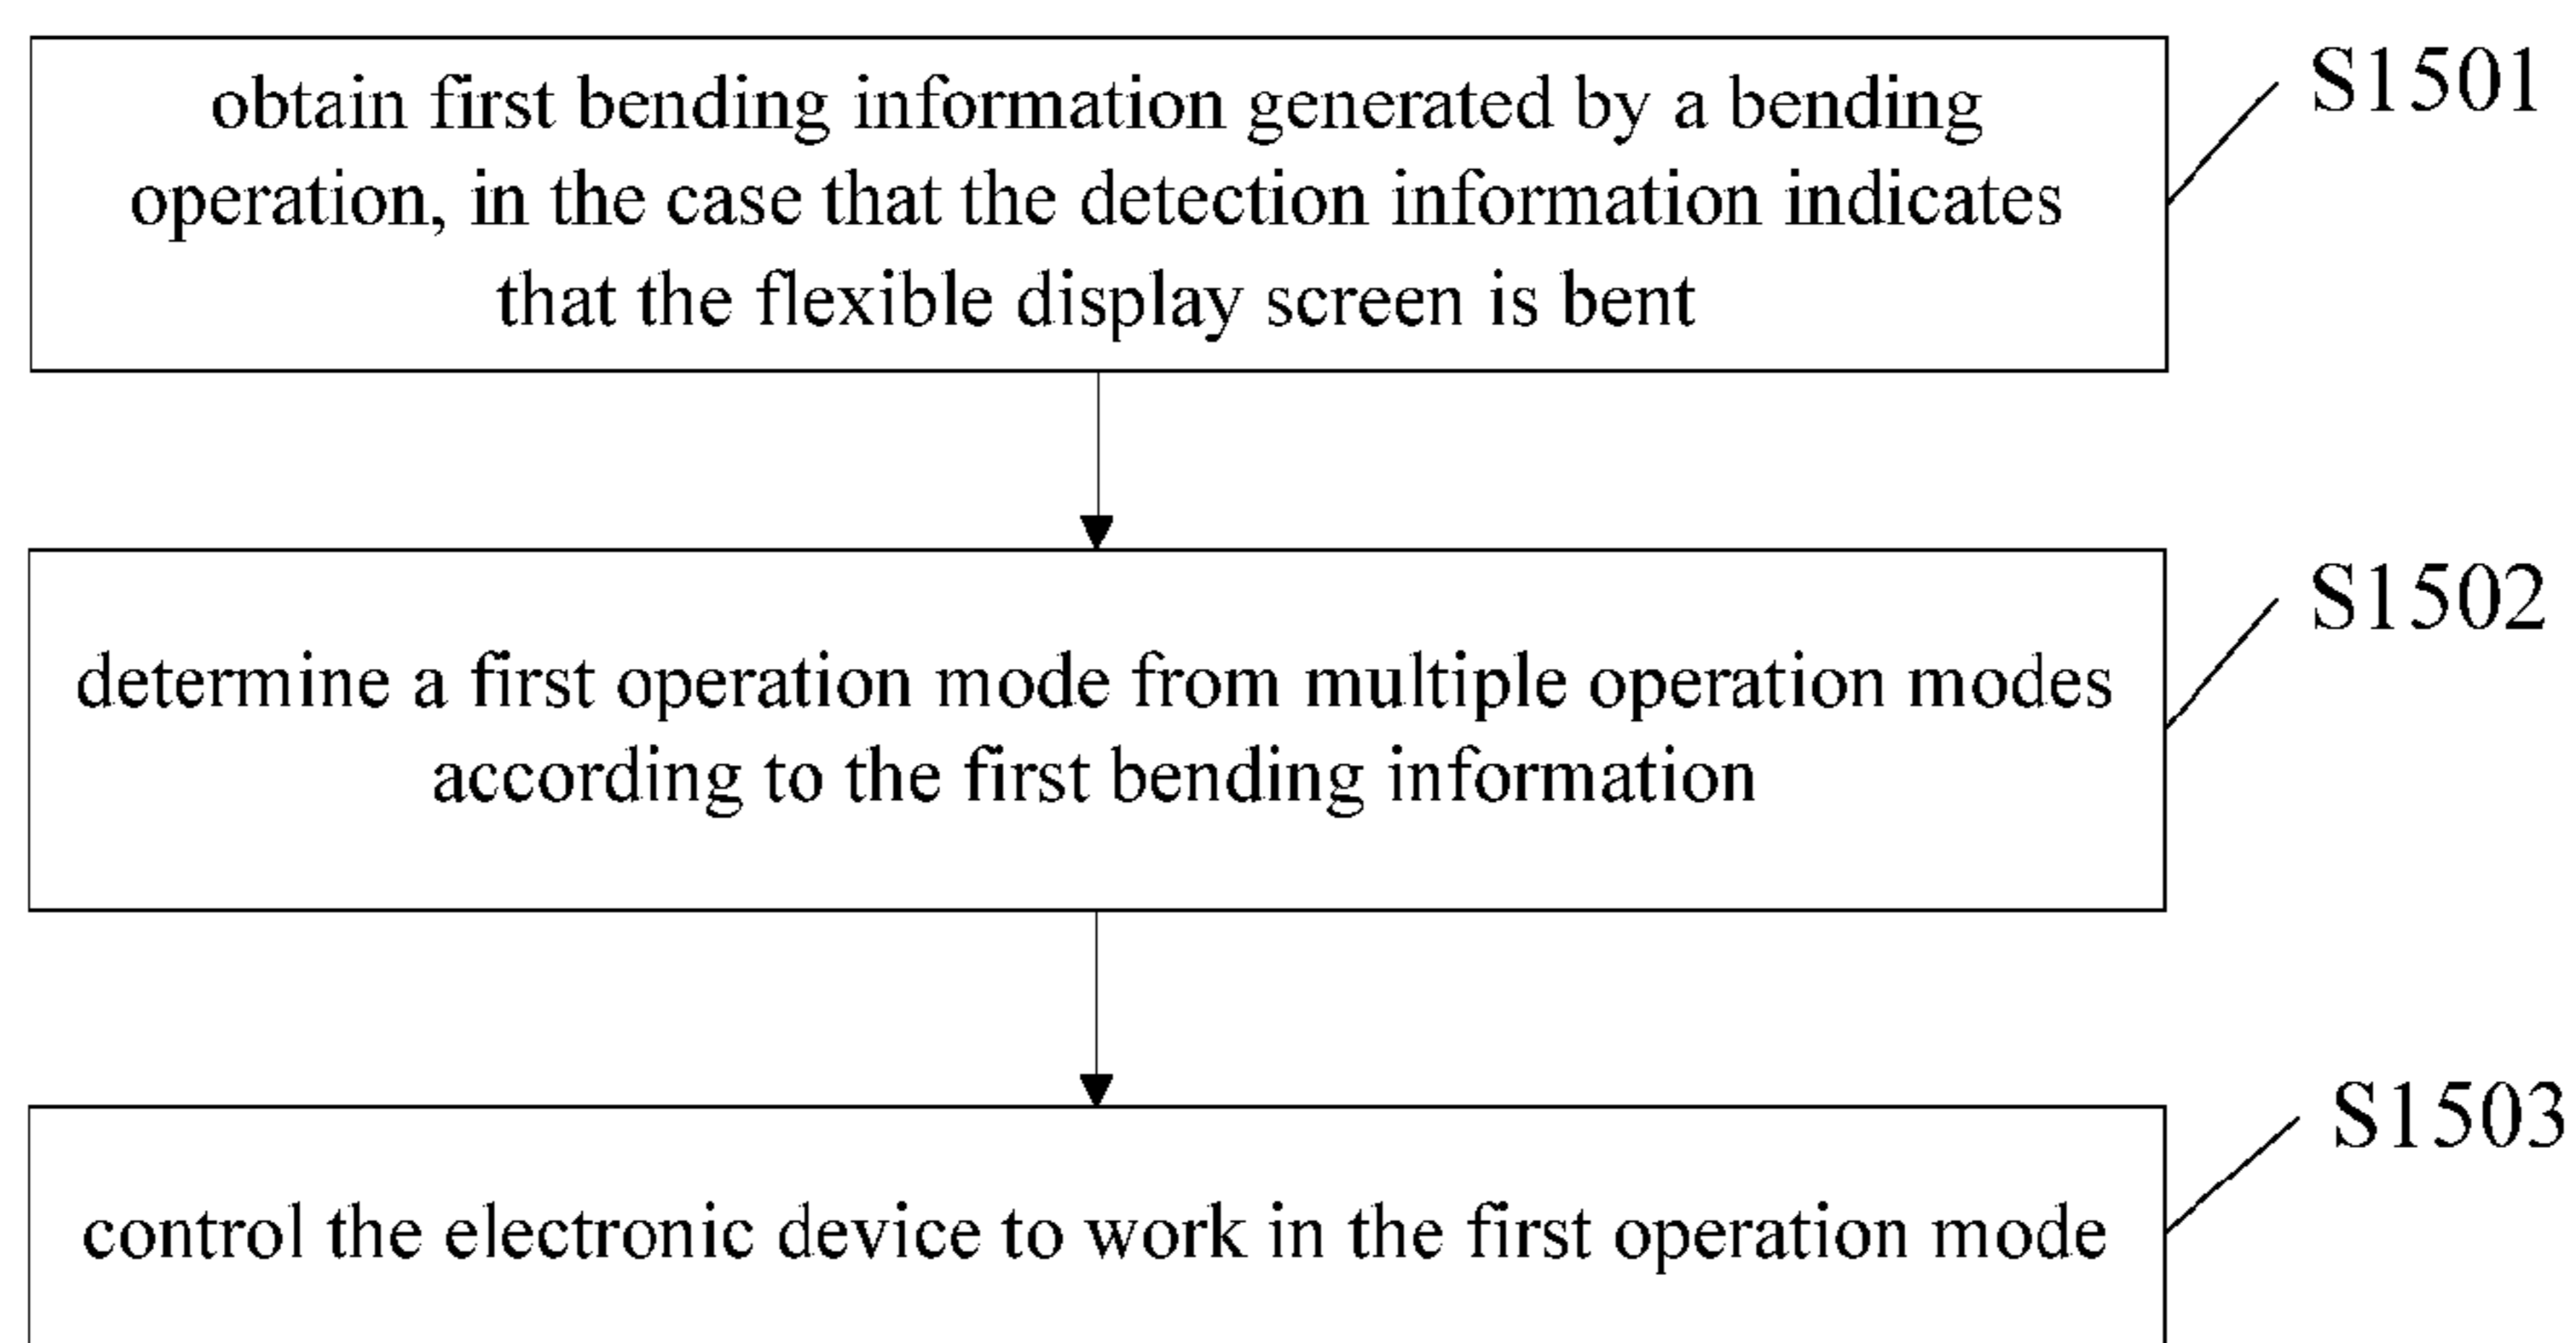 obtain first bending information generated by a bending
operation, in the case that the detection information indicates
that the flexible display screen is bent
S1501
determine a first operation mode from multiple operation modes
according to the first bending information
S1502
control the electronic device to work in the first operation mode
S1503